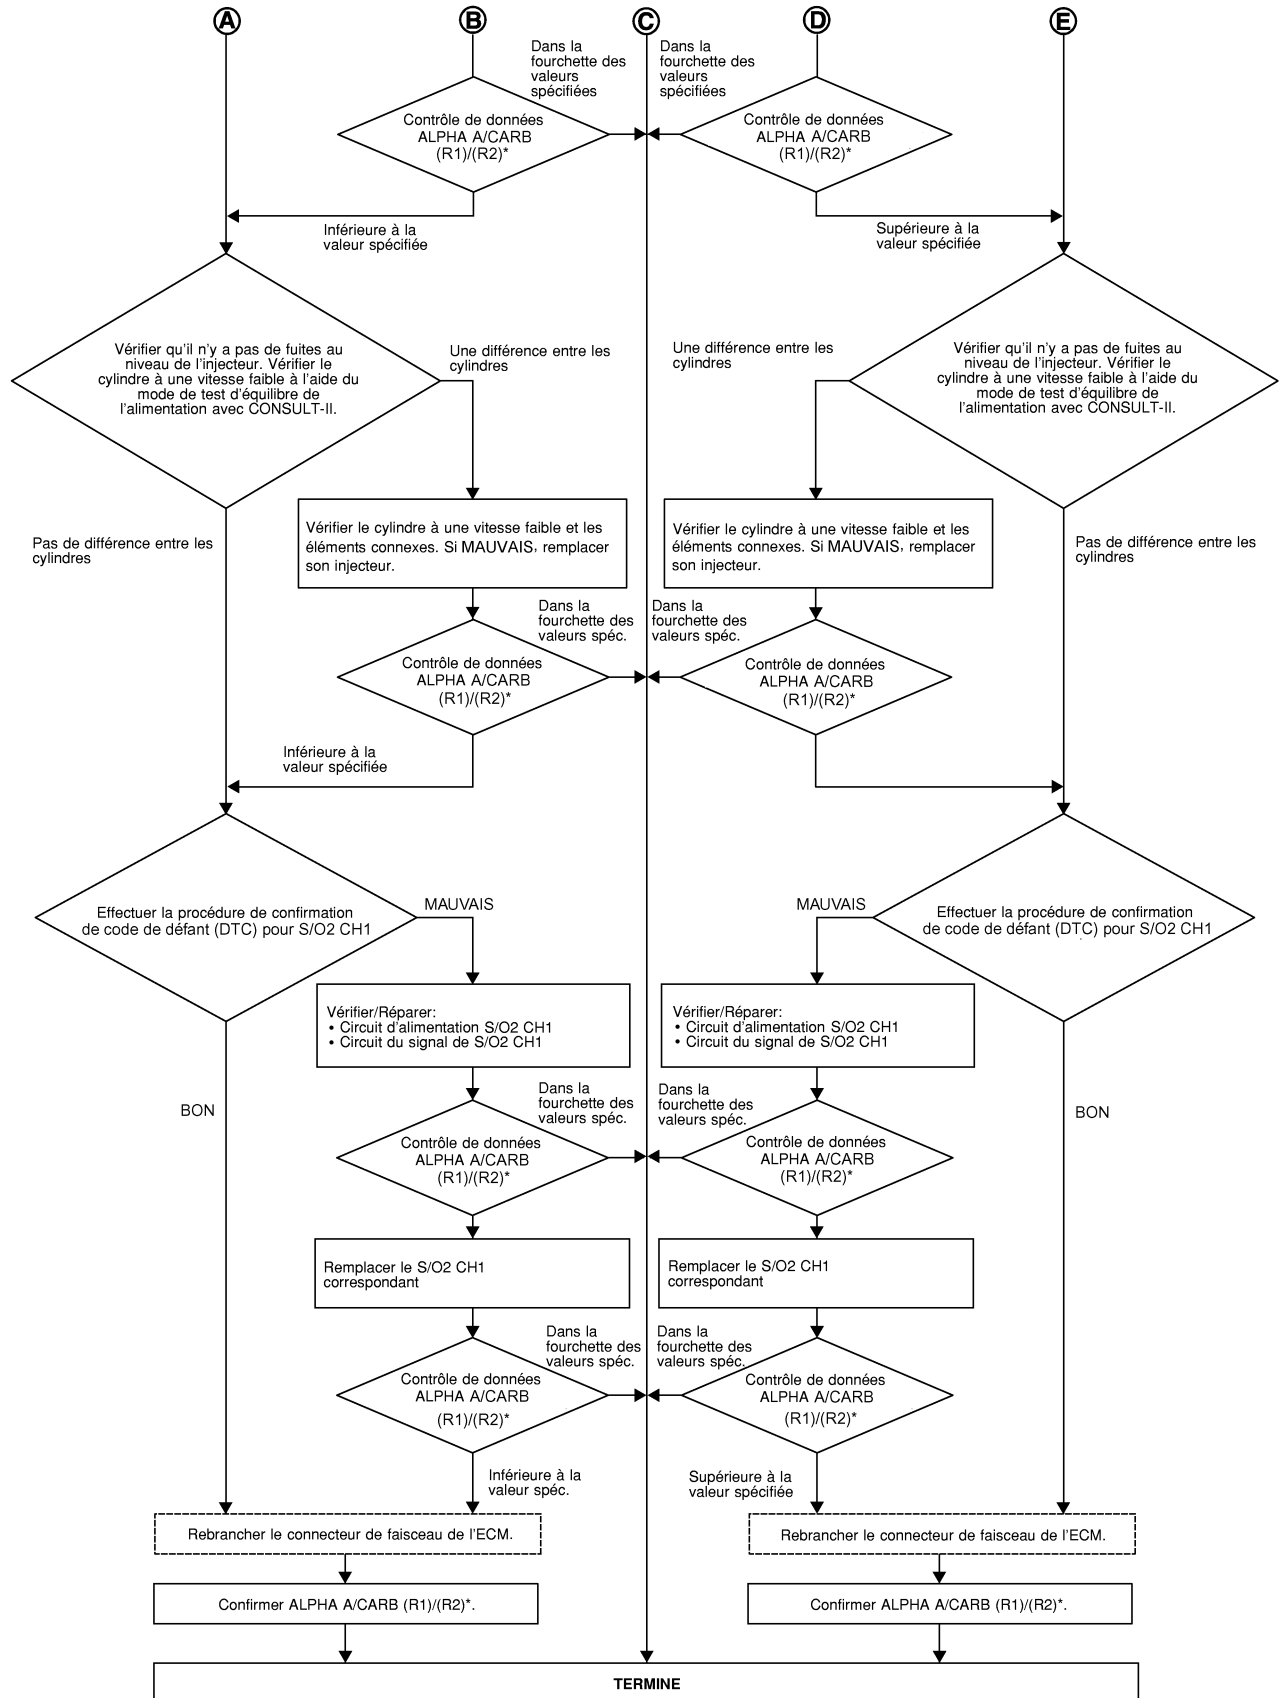 A
B
C
D
E
Dans la
fourchette des
valeurs
spécifiées
Dans la
fourchette des
valeurs
spécifiées
Contrôle de données
ALPHA A/CARB
(R1)/(R2)*
Contrôle de données
ALPHA A/CARB
(R1)/(R2)*
Inférieure à la
valeur spécifiée
Supérieure à la
valeur spécifiée
Vérifier qu'il n'y a pas de fuites au
niveau de l'injecteur. Vérifier le
cylindre à une vitesse faible à l'aide du
mode de test d'équilibre de
l'alimentation avec CONSULT-II.
Une différence entre les
cylindres
Une différence entre les
cylindres
Vérifier qu'il n'y a pas de fuites au
niveau de l'injecteur. Vérifier le
cylindre à une vitesse faible à l'aide du
mode de test d'équilibre de
l'alimentation avec CONSULT-II.
Pas de différence entre les
cylindres
Vérifier le cylindre à une vitesse faible et les
éléments connexes. Si MAUVAIS, remplacer
son injecteur.
Vérifier le cylindre à une vitesse faible et les
éléments connexes. Si MAUVAIS, remplacer
son injecteur.
Pas de différence entre les
cylindres
Dans la
fourchette des
valeurs spéc.
Dans la
fourchette des
valeurs spéc.
Contrôle de données
ALPHA A/CARB
(R1)/(R2)*
Contrôle de données
ALPHA A/CARB
(R1)/(R2)*
Inférieure à la
valeur spécifiée
Effectuer la procédure de confirmation
de code de défant (DTC) pour S/O2 CH1
MAUVAIS
MAUVAIS
Effectuer la procédure de confirmation
de code de défant (DTC) pour S/O2 CH1
Vérifier/Réparer:
• Circuit d'alimentation S/O2 CH1
• Circuit du signal de S/O2 CH1
Vérifier/Réparer:
• Circuit d'alimentation S/O2 CH1
• Circuit du signal de S/O2 CH1
BON
Dans la
fourchette des
valeurs spéc.
Dans la
fourchette des
valeurs spéc.
BON
Contrôle de données
ALPHA A/CARB
(R1)/(R2)*
Contrôle de données
ALPHA A/CARB
(R1)/(R2)*
Remplacer le S/O2 CH1
correspondant
Remplacer le S/O2 CH1
correspondant
Dans la
fourchette des
valeurs spéc.
Dans la
fourchette des
valeurs spéc.
Contrôle de données
ALPHA A/CARB
(R1)/(R2)*
Contrôle de données
ALPHA A/CARB
(R1)/(R2)*
Inférieure à la
valeur spéc.
Supérieure à la
valeur spécifiée
Rebrancher le connecteur de faisceau de l'ECM.
Rebrancher le connecteur de faisceau de l'ECM.
Confirmer ALPHA A/CARB (R1)/(R2)*.
Confirmer ALPHA A/CARB (R1)/(R2)*.
TERMINE